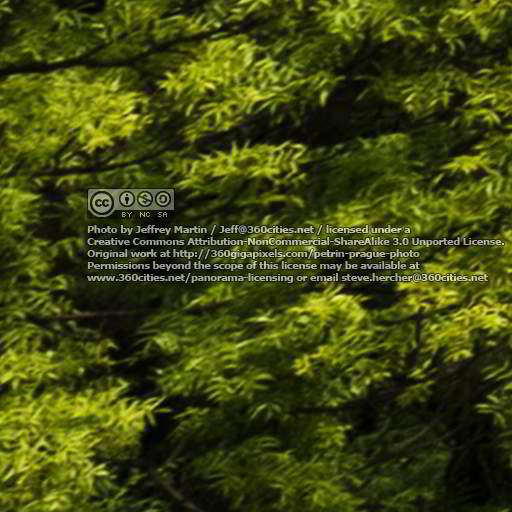 cc BY NC SA
Photo by Jeffrey Martin / Jeff@360cities.net / licensed under a
Creative Commons Attribution-NonCommercial-ShareAlike 3.0 Unported License.
Original work at http://360gigapixels.com/petrin-prague-photo
Permissions beyond the scope of this license may be available at
www.360cities.net/panorama-licensing or email steve.hercher@360cities.net